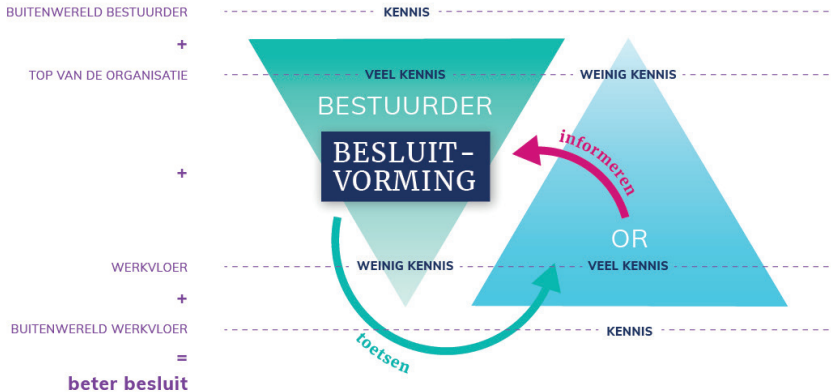 BUITENWERELD BESTUURDER
KENNIS
+
TOP VAN DE ORGANISATIE
VEEL KENNIS
WEINIG KENNIS
BESTUURDER
BESLUIT-
VORMING
informeren
+
OR
WERKVLOER
WEINIG KENNIS
VEEL KENNIS
+
BUITENWERELD WERKVLOER
KENNIS
toetsen
=
beter besluit